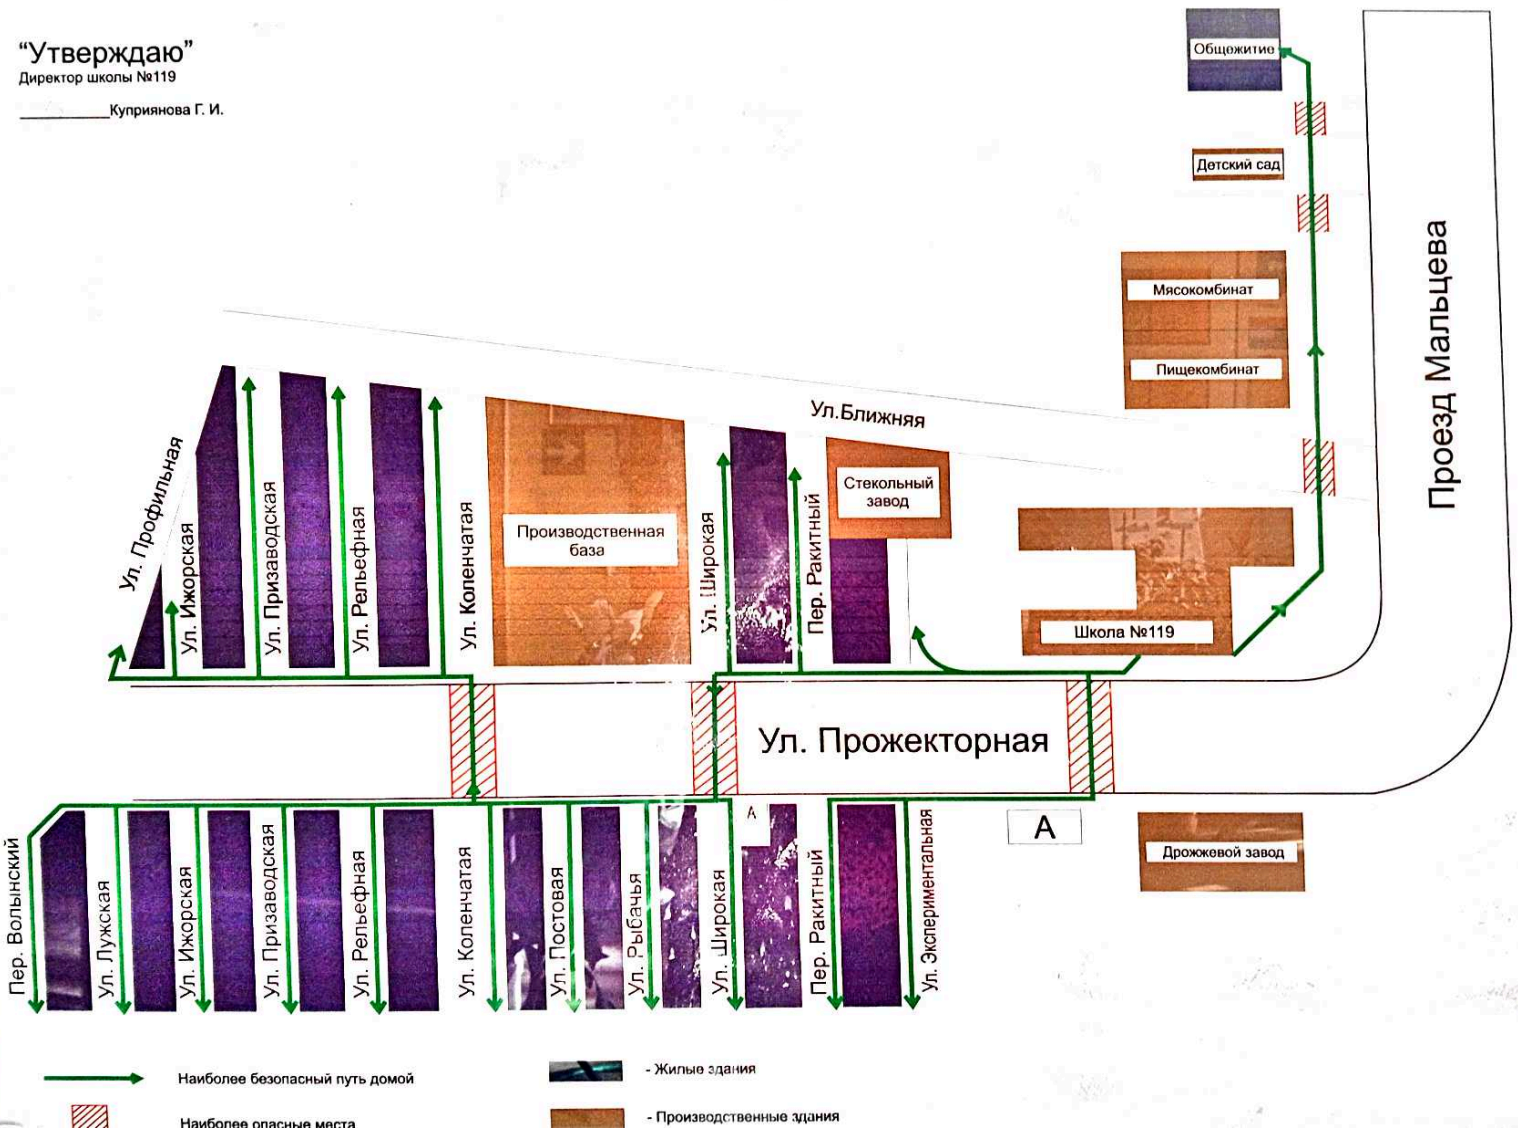 “Утверждаю”
Директор школы №119
____________Куприянова Г. И.
Общежитие
Детский сад
Мясокомбинат
Пищекомбинат
Проезд Мальцева
Ул.Ближняя
Ул. Профильная
Ул. Ижорская
Ул. Призаводская
Ул. Рельефная
Ул. Коленчатая
Производственная
база
Ул. Широкая
Пер. Ракитный
Стекольный
завод
Школа №119
Ул. Прожекторная
А
А
Дрожжевой завод
Пер. Волынский
Ул. Лужская
Ул. Ижорская
Ул. Призаводская
Ул. Рельефная
Ул. Коленчатая
Ул. Постовая
Ул. Рыбачья
Ул. Широкая
Пер. Ракитный
Ул. Экспериментальная
Наиболее безопасный путь домой
- Жилые здания
Наиболее опасные места
- Производственные здания